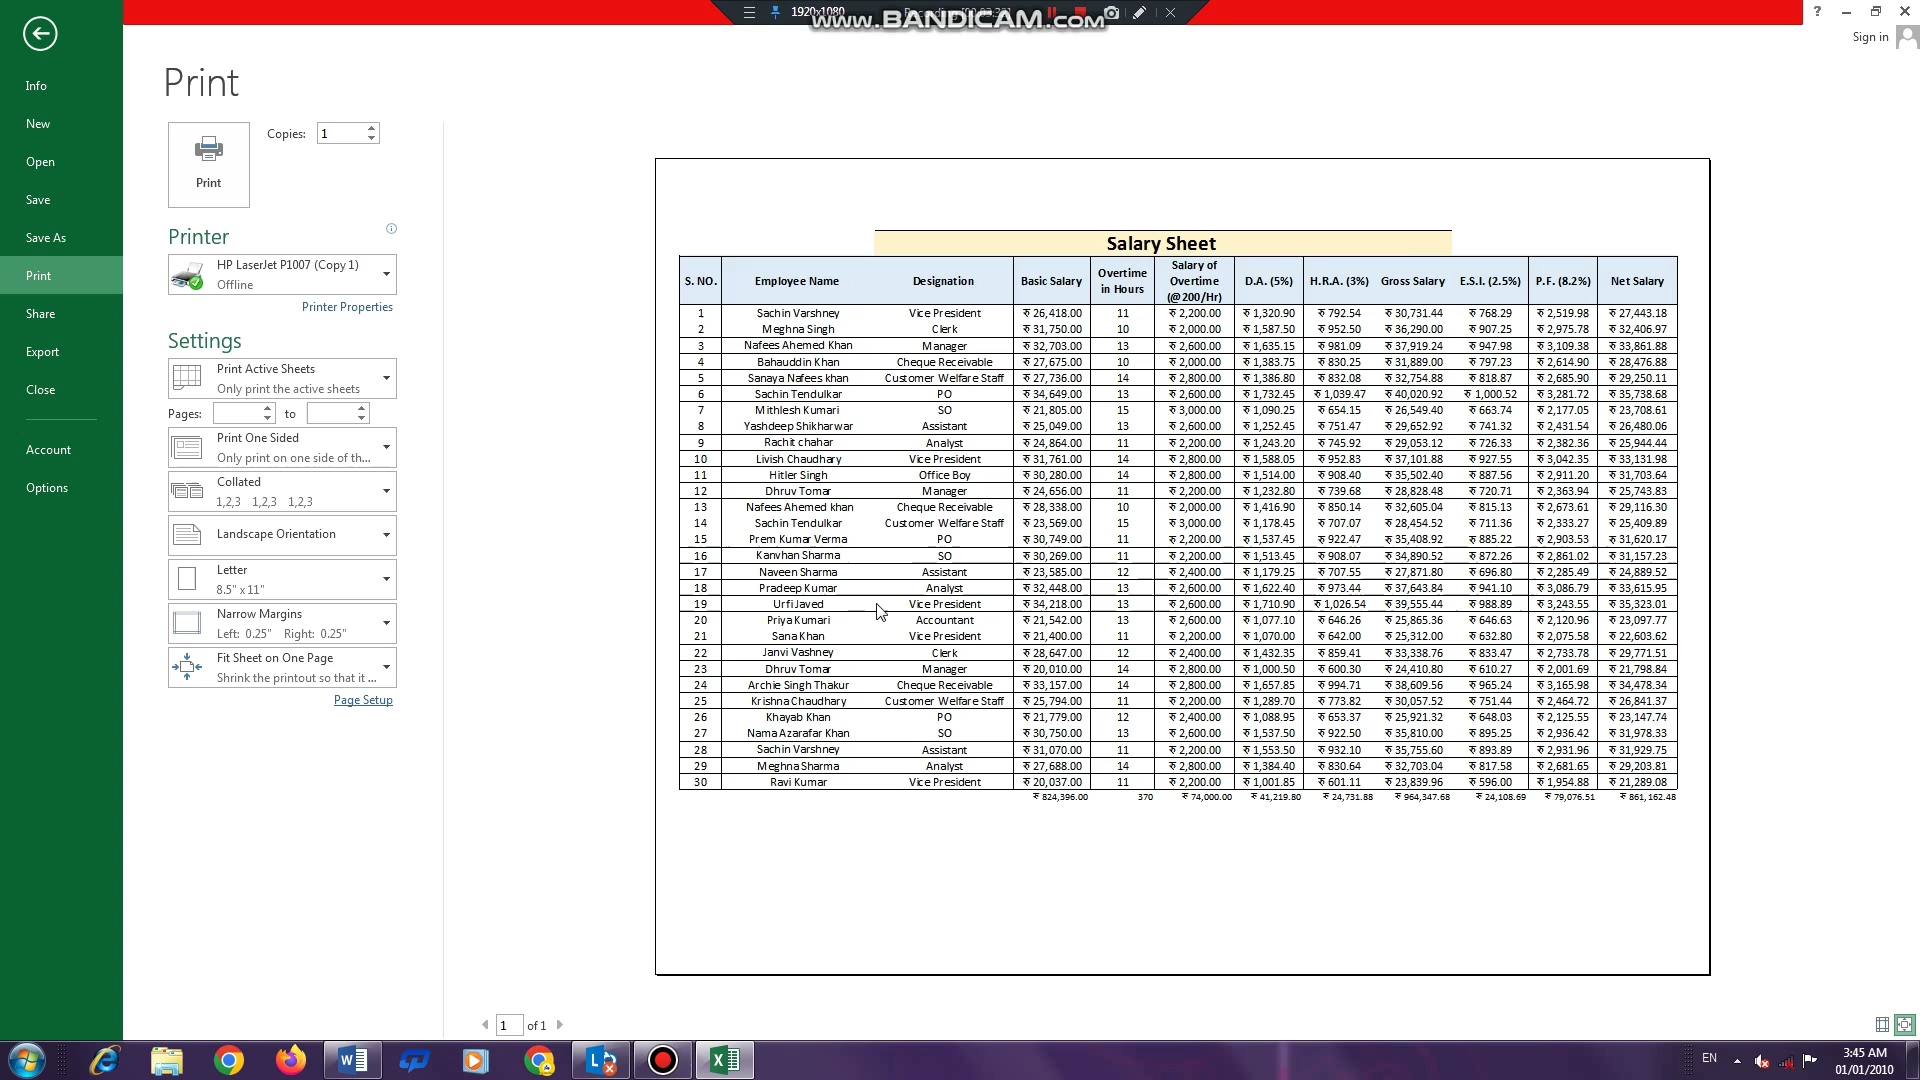 1920x1080
www.BANDICAM.com
?
Sign in
Info
New
Open
Save
Save As
Print
Share
Export
Close
Account
Options
Print
Print
Copies: 1
Printer
HP LaserJet P1007 (Copy 1)
Offline
Printer Properties
Settings
Print Active Sheets
Only print the active sheets
Pages: to
Print One Sided
Only print on one side of th...
Collated
1,2,3 1,2,3 1,2,3
Landscape Orientation
Letter
8.5" x 11"
Narrow Margins
Left: 0.25" Right: 0.25"
Fit Sheet on One Page
Shrink the printout so that it ...
Page Setup
Salary Sheet
S. NO. Employee Name Designation Basic Salary Overtime in Hours Salary of Overtime (@200/Hr) D.A. (5%) H.R.A. (3%) Gross Salary E.S.I. (2.5%) P.F. (8.2%) Net Salary
1 Sachin Varshney Vice President रु 26,418.00 11 रु 2,200.00 रु 1,320.90 रु 792.54 रु 30,731.44 रु 768.29 रु 2,519.98 रु 27,443.18
2 Meghna Singh Clerk रु 31,750.00 10 रु 2,000.00 रु 1,587.50 रु 952.50 रु 36,290.00 रु 907.25 रु 2,975.78 रु 32,406.97
3 Nafees Ahemed Khan Manager रु 32,703.00 13 रु 2,600.00 रु 1,635.15 रु 981.09 रु 37,919.24 रु 947.98 रु 3,109.38 रु 33,861.88
4 Bahauddin Khan Cheque Receivable रु 27,675.00 10 रु 2,000.00 रु 1,383.75 रु 830.25 रु 31,889.00 रु 797.23 रु 2,614.90 रु 28,476.88
5 Sanaya Nafees khan Customer Welfare Staff रु 27,736.00 14 रु 2,800.00 रु 1,386.80 रु 832.08 रु 32,754.88 रु 818.87 रु 2,685.90 रु 29,250.11
6 Sachin Tendulkar PO रु 34,649.00 13 रु 2,600.00 रु 1,732.45 रु 1,039.47 रु 40,020.92 रु 1,000.52 रु 3,281.72 रु 35,738.68
7 Mithlesh Kumari SO रु 21,805.00 15 रु 3,000.00 रु 1,090.25 रु 654.15 रु 26,549.40 रु 663.74 रु 2,177.05 रु 23,708.61
8 Yashdeep Shikharwar Assistant रु 25,049.00 13 रु 2,600.00 रु 1,252.45 रु 751.47 रु 29,652.92 रु 741.32 रु 2,431.54 रु 26,480.06
9 Rachit chahar Analyst रु 24,864.00 11 रु 2,200.00 रु 1,243.20 रु 745.92 रु 29,053.12 रु 726.33 रु 2,382.36 रु 25,944.44
10 Livish Chaudhary Vice President रु 31,761.00 14 रु 2,800.00 रु 1,588.05 रु 952.83 रु 37,101.88 रु 927.55 रु 3,042.35 रु 33,131.98
11 Hitler Singh Office Boy रु 30,280.00 14 रु 2,800.00 रु 1,514.00 रु 908.40 रु 35,502.40 रु 887.56 रु 2,911.20 रु 31,703.64
12 Dhruv Tomar Manager रु 24,656.00 11 रु 2,200.00 रु 1,232.80 रु 739.68 रु 28,828.48 रु 720.71 रु 2,363.94 रु 25,743.83
13 Nafees Ahemed khan Cheque Receivable रु 28,338.00 10 रु 2,000.00 रु 1,416.90 रु 850.14 रु 32,605.04 रु 815.13 रु 2,673.61 रु 29,116.30
14 Sachin Tendulkar Customer Welfare Staff रु 23,569.00 15 रु 3,000.00 रु 1,178.45 रु 707.07 रु 28,454.52 रु 711.36 रु 2,333.27 रु 25,409.89
15 Prem Kumar Verma PO रु 30,749.00 11 रु 2,200.00 रु 1,537.45 रु 922.47 रु 35,408.92 रु 885.22 रु 2,903.53 रु 31,620.17
16 Kanvhan Sharma SO रु 30,269.00 11 रु 2,200.00 रु 1,513.45 रु 908.07 रु 34,890.52 रु 872.26 रु 2,861.02 रु 31,157.23
17 Naveen Sharma Assistant रु 23,585.00 12 रु 2,400.00 रु 1,179.25 रु 707.55 रु 27,871.80 रु 696.80 रु 2,285.49 रु 24,889.52
18 Pradeep Kumar Analyst रु 32,448.00 13 रु 2,600.00 रु 1,622.40 रु 973.44 रु 37,643.84 रु 941.10 रु 3,086.79 रु 33,615.95
19 Urfi Javed Vice President रु 34,218.00 13 रु 2,600.00 रु 1,710.90 रु 1,026.54 रु 39,555.44 रु 988.89 रु 3,243.55 रु 35,323.01
20 Priya Kumari Accountant रु 21,542.00 13 रु 2,600.00 रु 1,077.10 रु 646.26 रु 25,865.36 रु 646.63 रु 2,120.96 रु 23,097.77
21 Sana Khan Vice President रु 21,400.00 11 रु 2,200.00 रु 1,070.00 रु 642.00 रु 25,312.00 रु 632.80 रु 2,075.58 रु 22,603.62
22 Janvi Vashney Clerk रु 28,647.00 12 रु 2,400.00 रु 1,432.35 रु 859.41 रु 33,338.76 रु 833.47 रु 2,733.78 रु 29,771.51
23 Dhruv Tomar Manager रु 20,010.00 14 रु 2,800.00 रु 1,000.50 रु 600.30 रु 24,410.80 रु 610.27 रु 2,001.69 रु 21,798.84
24 Archie Singh Thakur Cheque Receivable रु 33,157.00 14 रु 2,800.00 रु 1,657.85 रु 994.71 रु 38,609.56 रु 965.24 रु 3,165.98 रु 34,478.34
25 Krishna Chaudhary Customer Welfare Staff रु 25,794.00 11 रु 2,200.00 रु 1,289.70 रु 773.82 रु 30,057.52 रु 751.44 रु 2,464.72 रु 26,841.37
26 Khayab Khan PO रु 21,779.00 12 रु 2,400.00 रु 1,088.95 रु 653.37 रु 25,921.32 रु 648.03 रु 2,125.55 रु 23,147.74
27 Nama Azarafar Khan SO रु 30,750.00 13 रु 2,600.00 रु 1,537.50 रु 922.50 रु 35,810.00 रु 895.25 रु 2,936.42 रु 31,978.33
28 Sachin Varshney Assistant रु 31,070.00 11 रु 2,200.00 रु 1,553.50 रु 932.10 रु 35,755.60 रु 893.89 रु 2,931.96 रु 31,929.75
29 Meghna Sharma Analyst रु 27,688.00 14 रु 2,800.00 रु 1,384.40 रु 830.64 रु 32,703.04 रु 817.58 रु 2,681.65 रु 29,203.81
30 Ravi Kumar Vice President रु 20,037.00 11 रु 2,200.00 रु 1,001.85 रु 601.11 रु 23,839.96 रु 596.00 रु 1,954.88 रु 21,289.08
रु 824,396.00 370 रु 74,000.00 रु 41,219.80 रु 24,731.88 रु 964,347.68 रु 24,108.69 रु 79,076.51 रु 861,162.48
1 of 1
EN
3:45 AM
01/01/2010